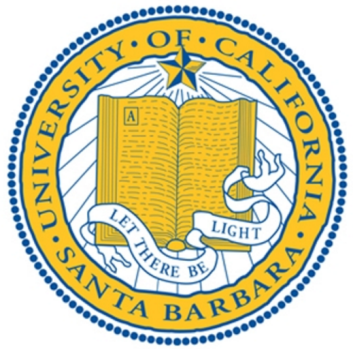 · UNIVERSITY · OF · CALIFORNIA ·
SANTA BARBARA
A
LET THERE BE
LIGHT